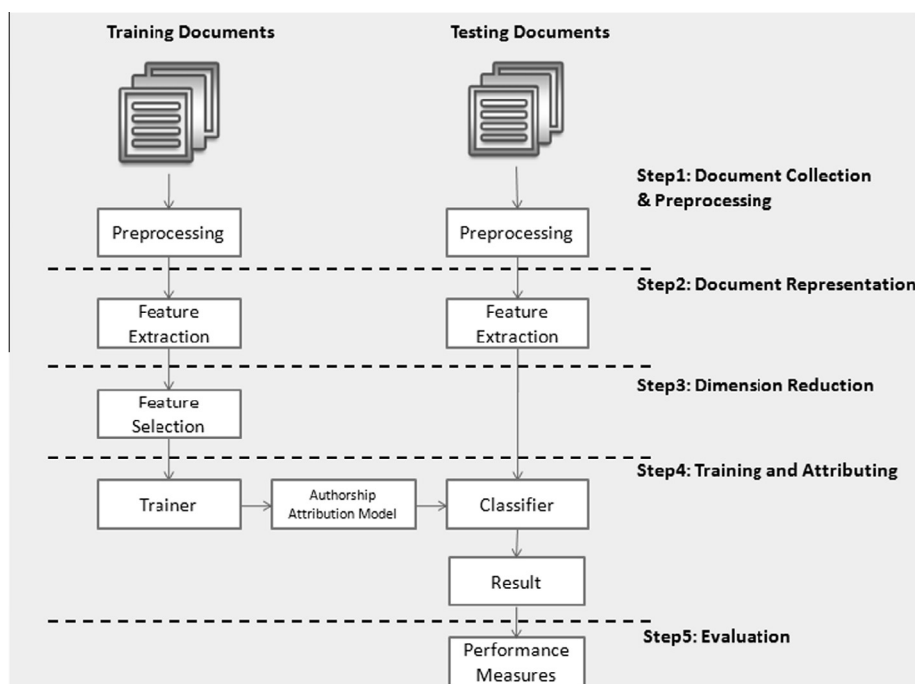 Training Documents
Testing Documents
Step1: Document Collection
& Preprocessing
Preprocessing
Preprocessing
Step2: Document Representation
Feature
Extraction
Feature
Extraction
Step3: Dimension Reduction
Feature
Selection
Step4: Training and Attributing
Trainer
Authorship
Attribution Model
Classifier
Result
Step5: Evaluation
Performance
Measures